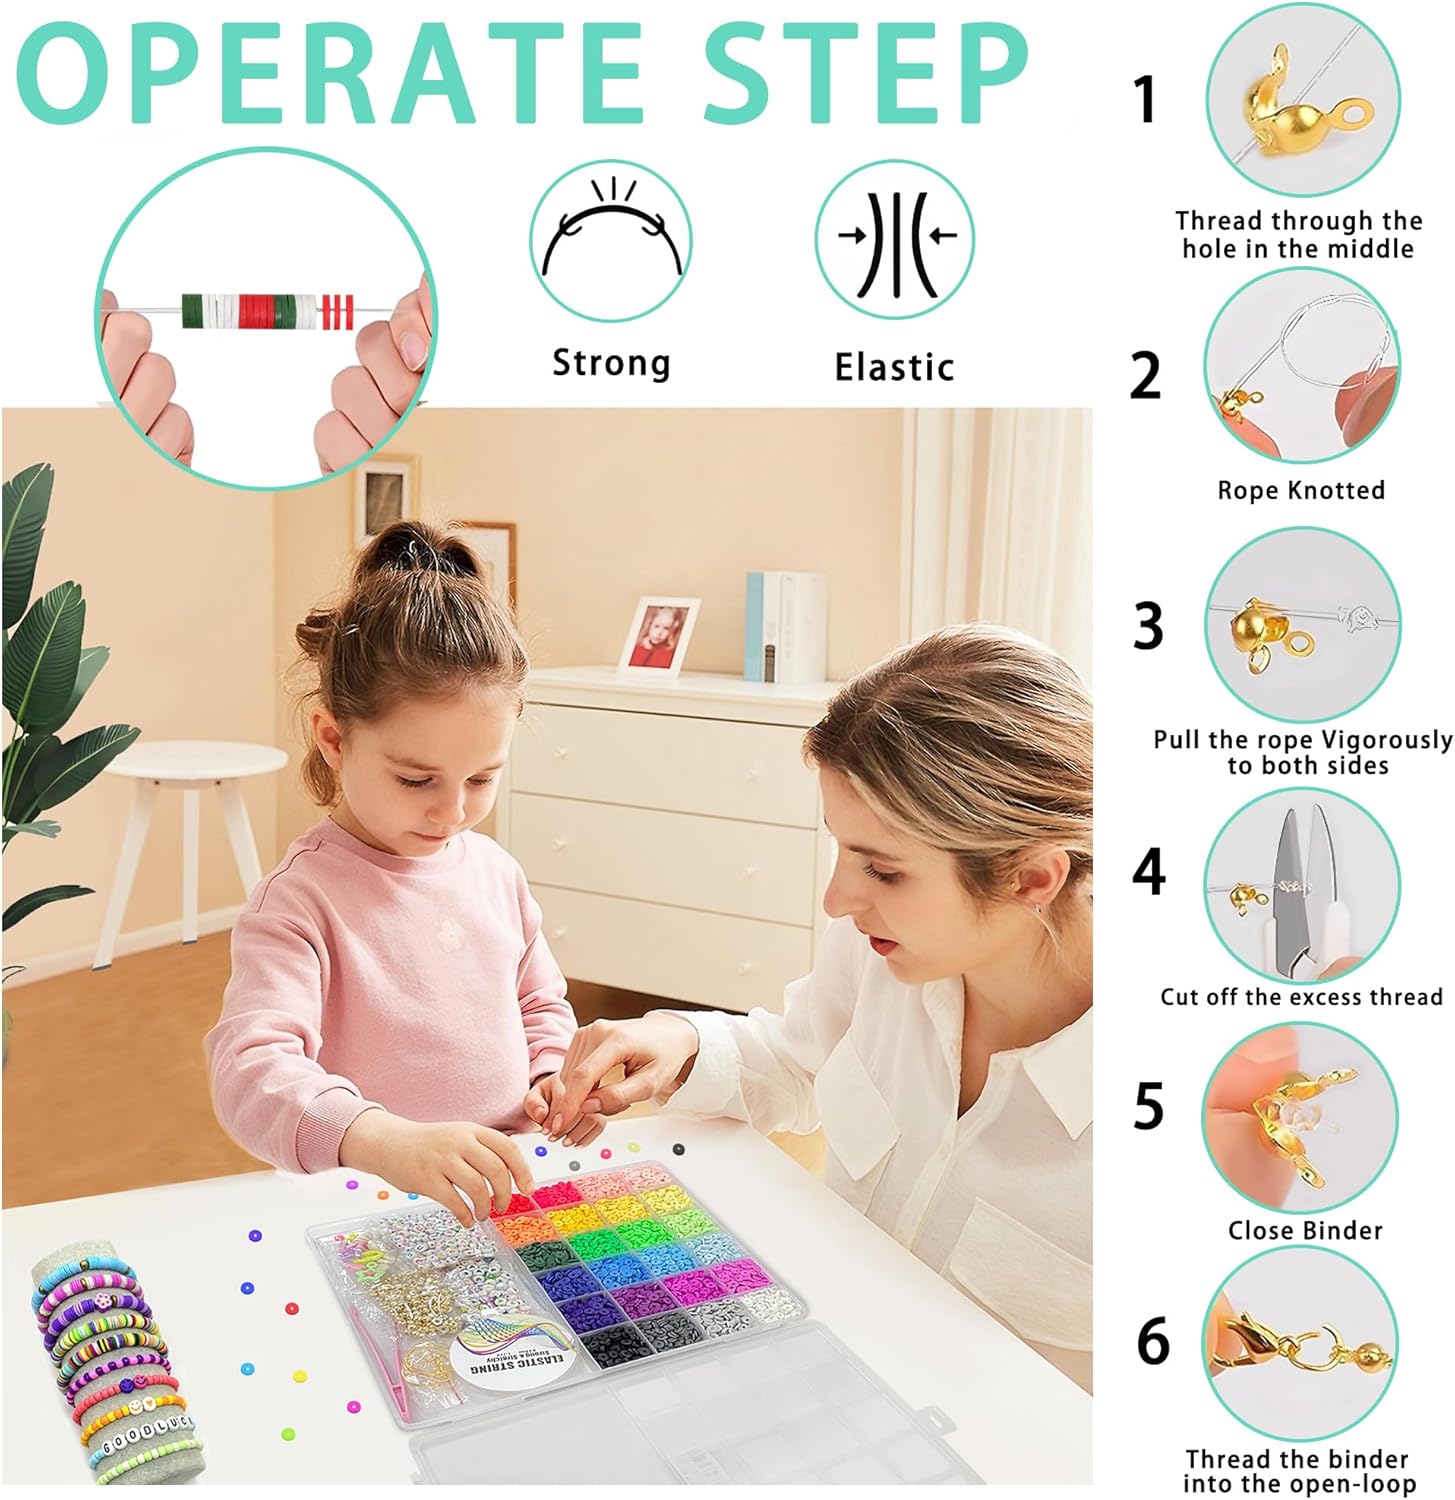 OPERATE STEP
Strong
Elastic
1
Thread through the
hole in the middle
2
Rope Knotted
3
Pull the rope Vigorously
to both sides
4
Cut off the excess thread
5
Close Binder
6
Thread the binder
into the open-loop
ELASTIC STRING
Strong & Stretchy
GOODLUCK